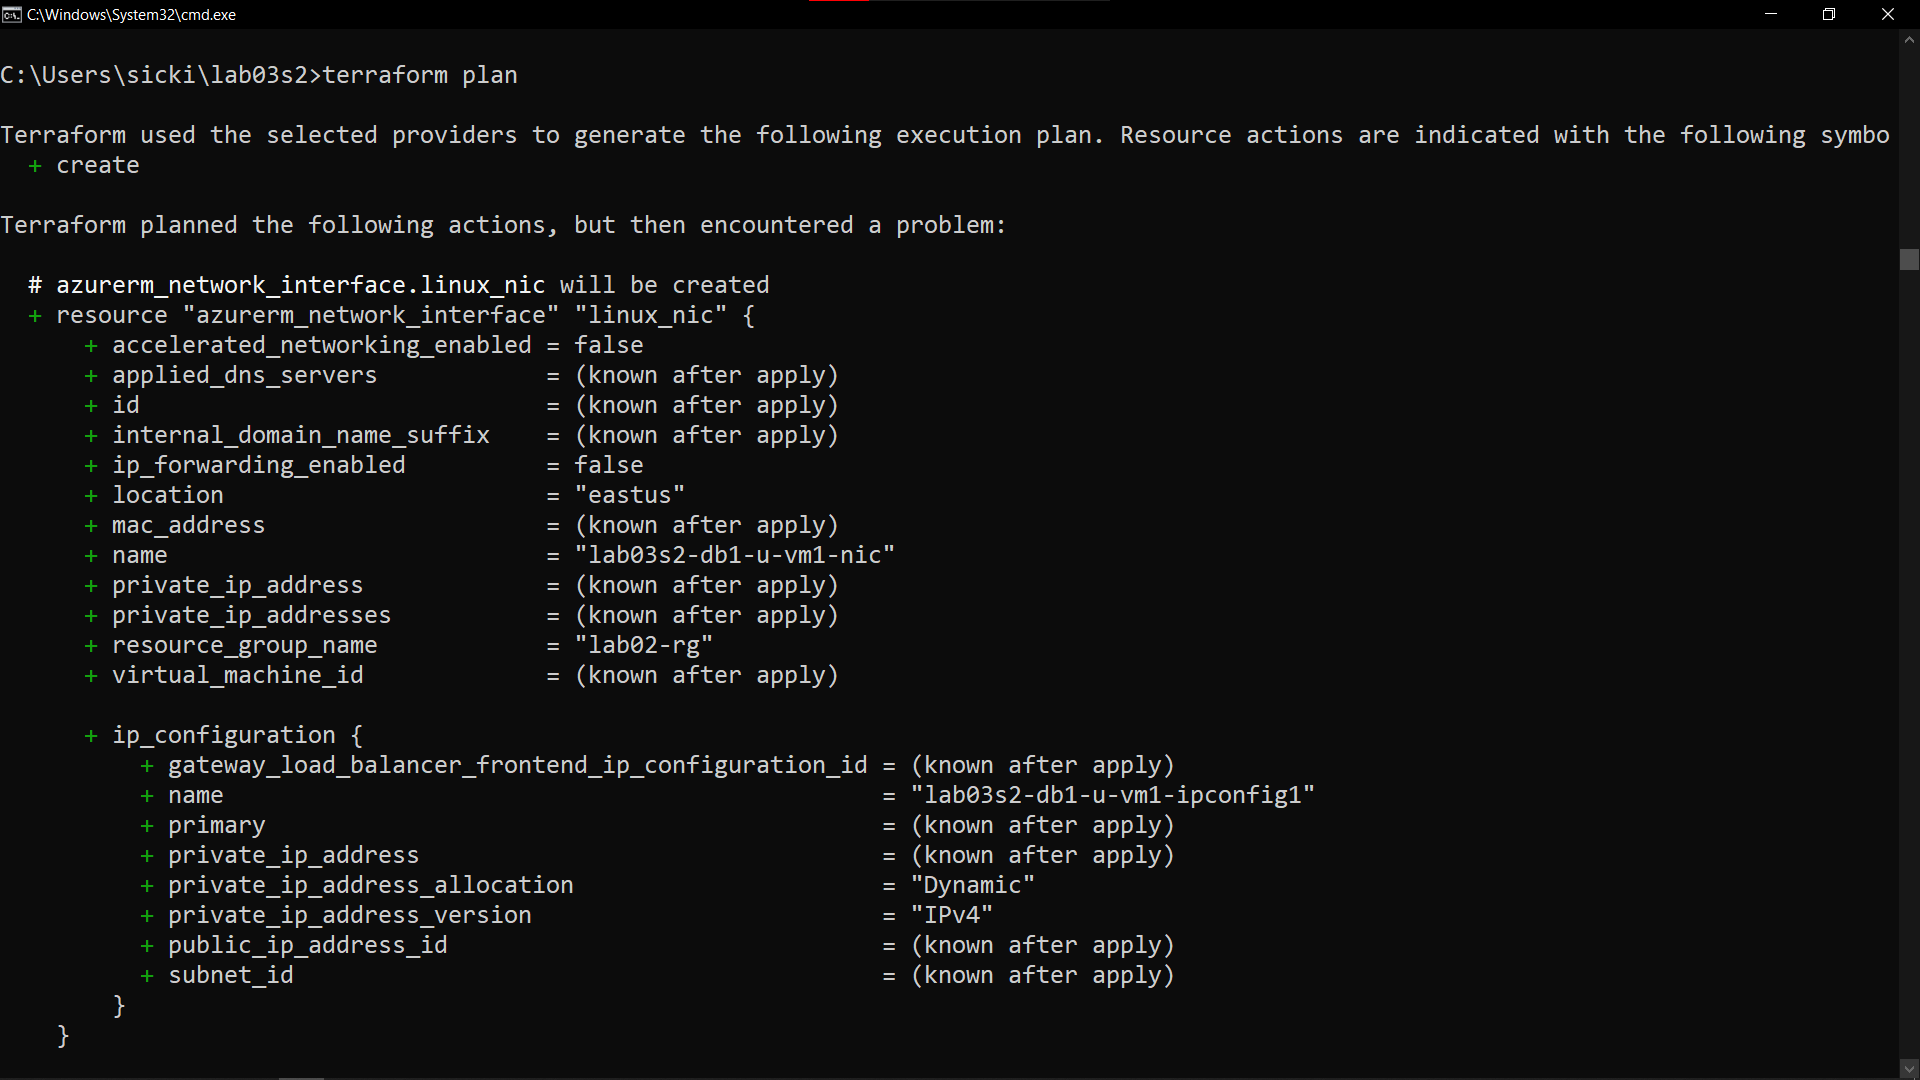 C:\Windows\System32\cmd.exe
C:\Users\sicki\lab03s2>terraform plan
Terraform used the selected providers to generate the following execution plan. Resource actions are indicated with the following symbo
  + create
Terraform planned the following actions, but then encountered a problem:
  # azurerm_network_interface.linux_nic will be created
  + resource "azurerm_network_interface" "linux_nic" {
      + accelerated_networking_enabled = false
      + applied_dns_servers            = (known after apply)
      + id                             = (known after apply)
      + internal_domain_name_suffix    = (known after apply)
      + ip_forwarding_enabled          = false
      + location                       = "eastus"
      + mac_address                    = (known after apply)
      + name                           = "lab03s2-db1-u-vm1-nic"
      + private_ip_address             = (known after apply)
      + private_ip_addresses           = (known after apply)
      + resource_group_name            = "lab02-rg"
      + virtual_machine_id             = (known after apply)
      + ip_configuration {
          + gateway_load_balancer_frontend_ip_configuration_id = (known after apply)
          + name                                               = "lab03s2-db1-u-vm1-ipconfig1"
          + primary                                            = (known after apply)
          + private_ip_address                                 = (known after apply)
          + private_ip_address_allocation                      = "Dynamic"
          + private_ip_address_version                         = "IPv4"
          + public_ip_address_id                               = (known after apply)
          + subnet_id                                          = (known after apply)
        }
    }